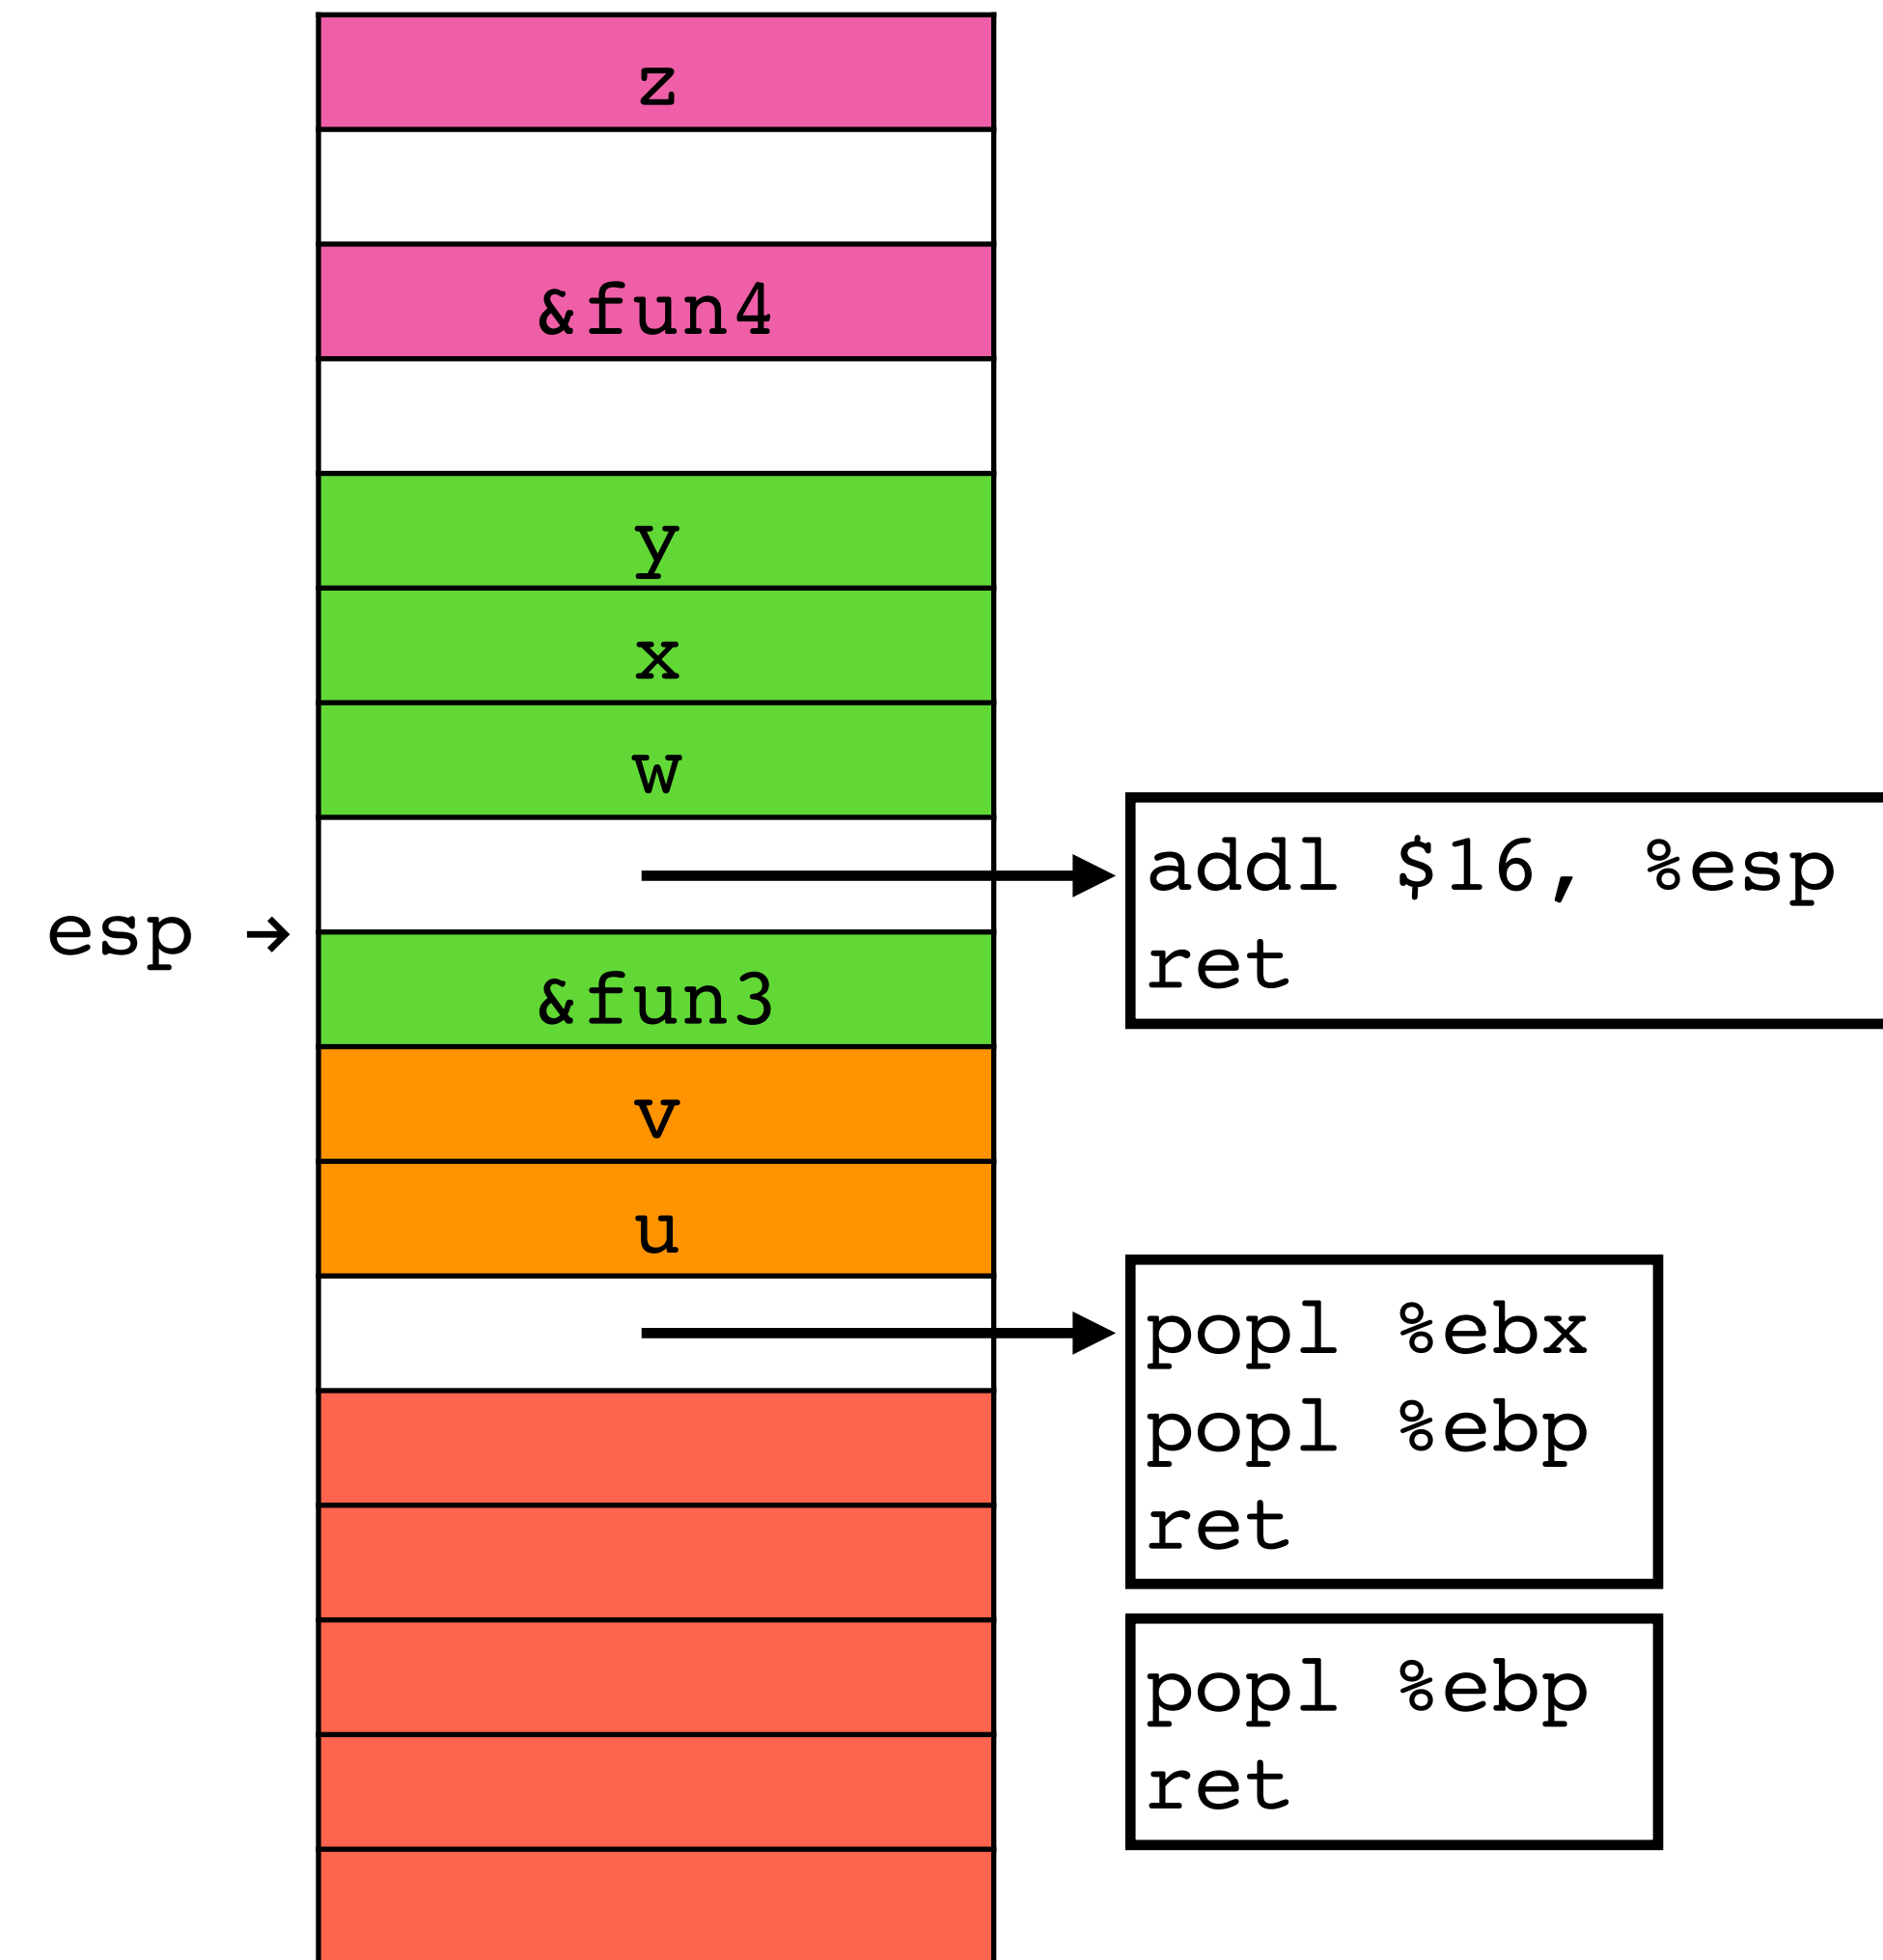 z
&fun4
y
x
w
addl $16, %esp
ret
esp →
&fun3
v
u
popl %ebx
popl %ebp
ret
popl %ebp
ret